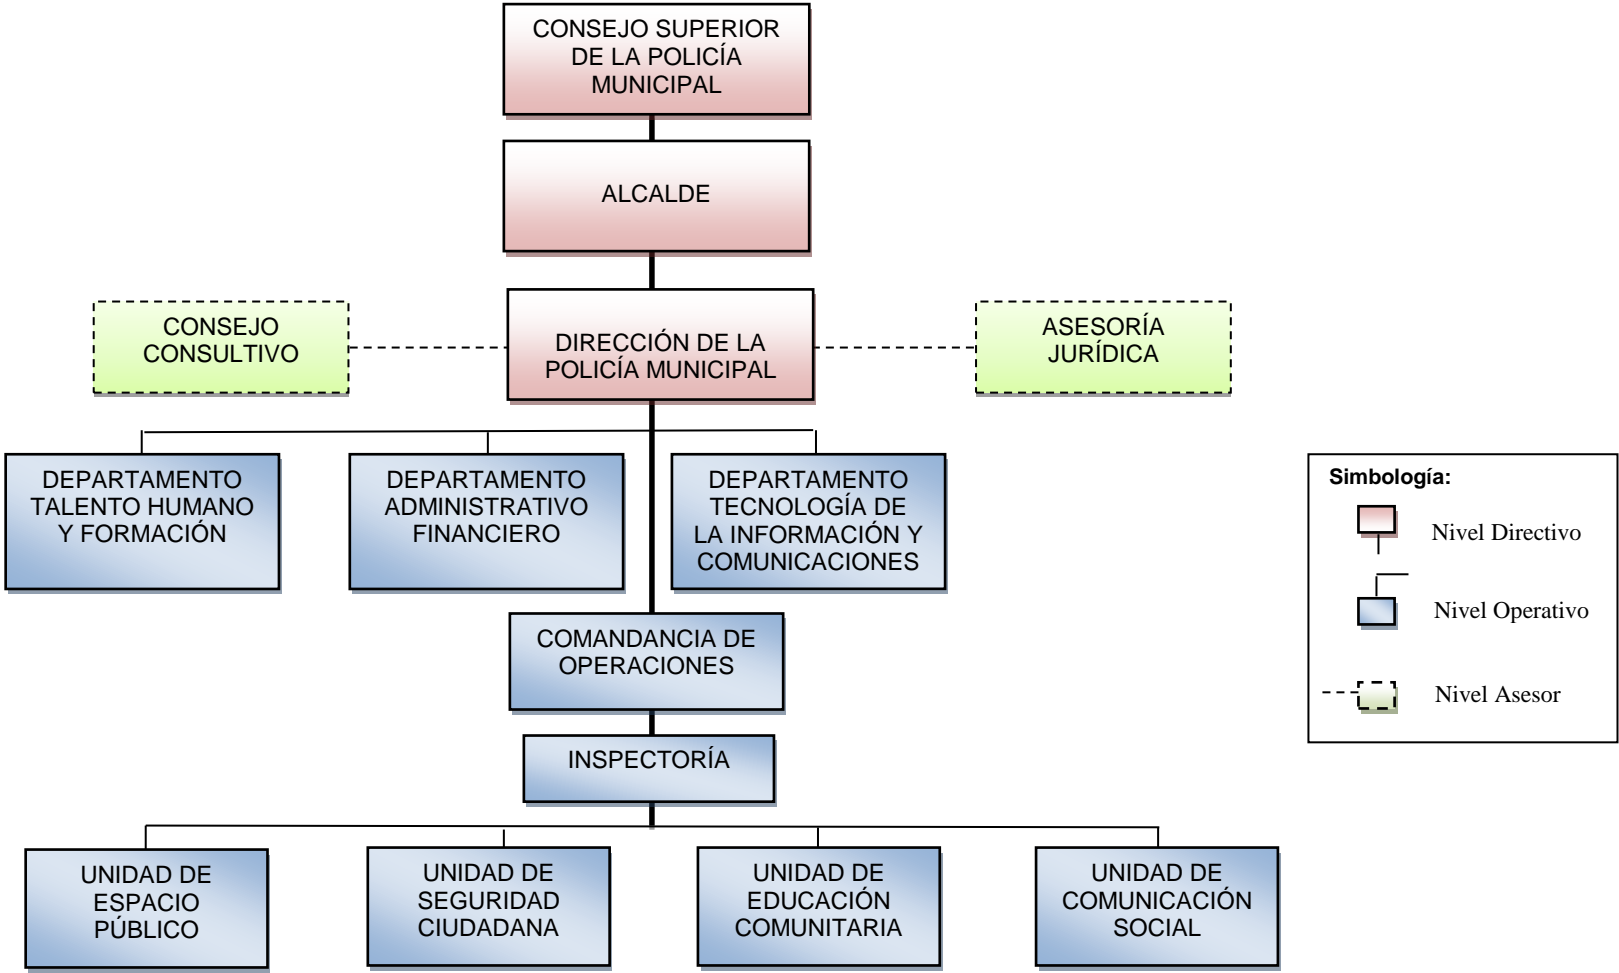 CONSEJO SUPERIOR
DE LA POLICÍA
MUNICIPAL
ALCALDE
CONSEJO
CONSULTIVO
DIRECCIÓN DE LA
POLICÍA MUNICIPAL
ASESORÍA
JURÍDICA
DEPARTAMENTO
TALENTO HUMANO
Y FORMACIÓN
DEPARTAMENTO
ADMINISTRATIVO
FINANCIERO
DEPARTAMENTO
TECNOLOGÍA DE
LA INFORMACIÓN Y
COMUNICACIONES
COMANDANCIA DE
OPERACIONES
INSPECTORÍA
UNIDAD DE
ESPACIO
PÚBLICO
UNIDAD DE
SEGURIDAD
CIUDADANA
UNIDAD DE
EDUCACIÓN
COMUNITARIA
UNIDAD DE
COMUNICACIÓN
SOCIAL
Simbología:
Nivel Directivo
Nivel Operativo
Nivel Asesor